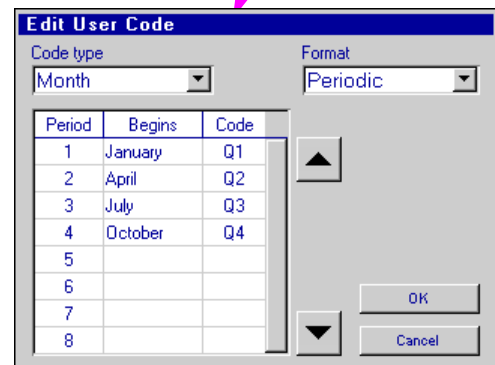 Edit User Code
Code type Format
Month Periodic
Period Begins Code
1 January Q1
2 April Q2
3 July Q3
4 October Q4
5
6
7
8
OK
Cancel